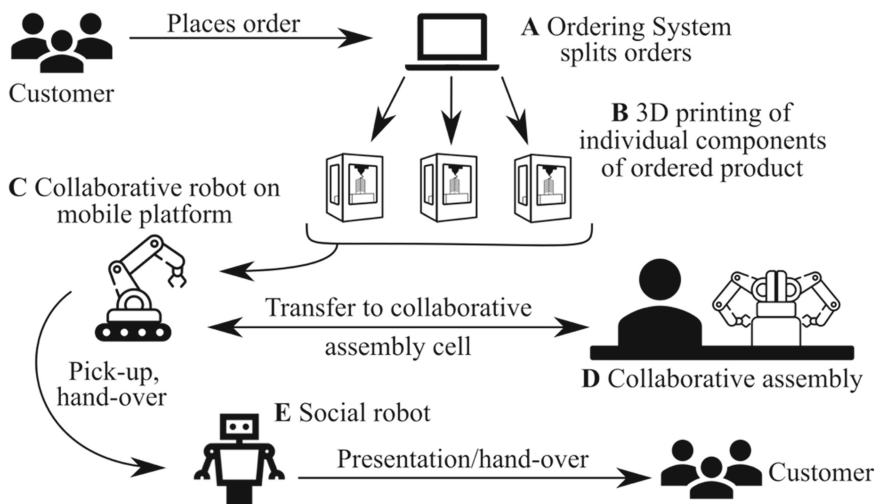 Places order
A Ordering System
splits orders
Customer
B 3D printing of
individual components
of ordered product
C Collaborative robot on
mobile platform
Transfer to collaborative
assembly cell
Pick-up,
hand-over
D Collaborative assembly
E Social robot
Presentation/hand-over
Customer